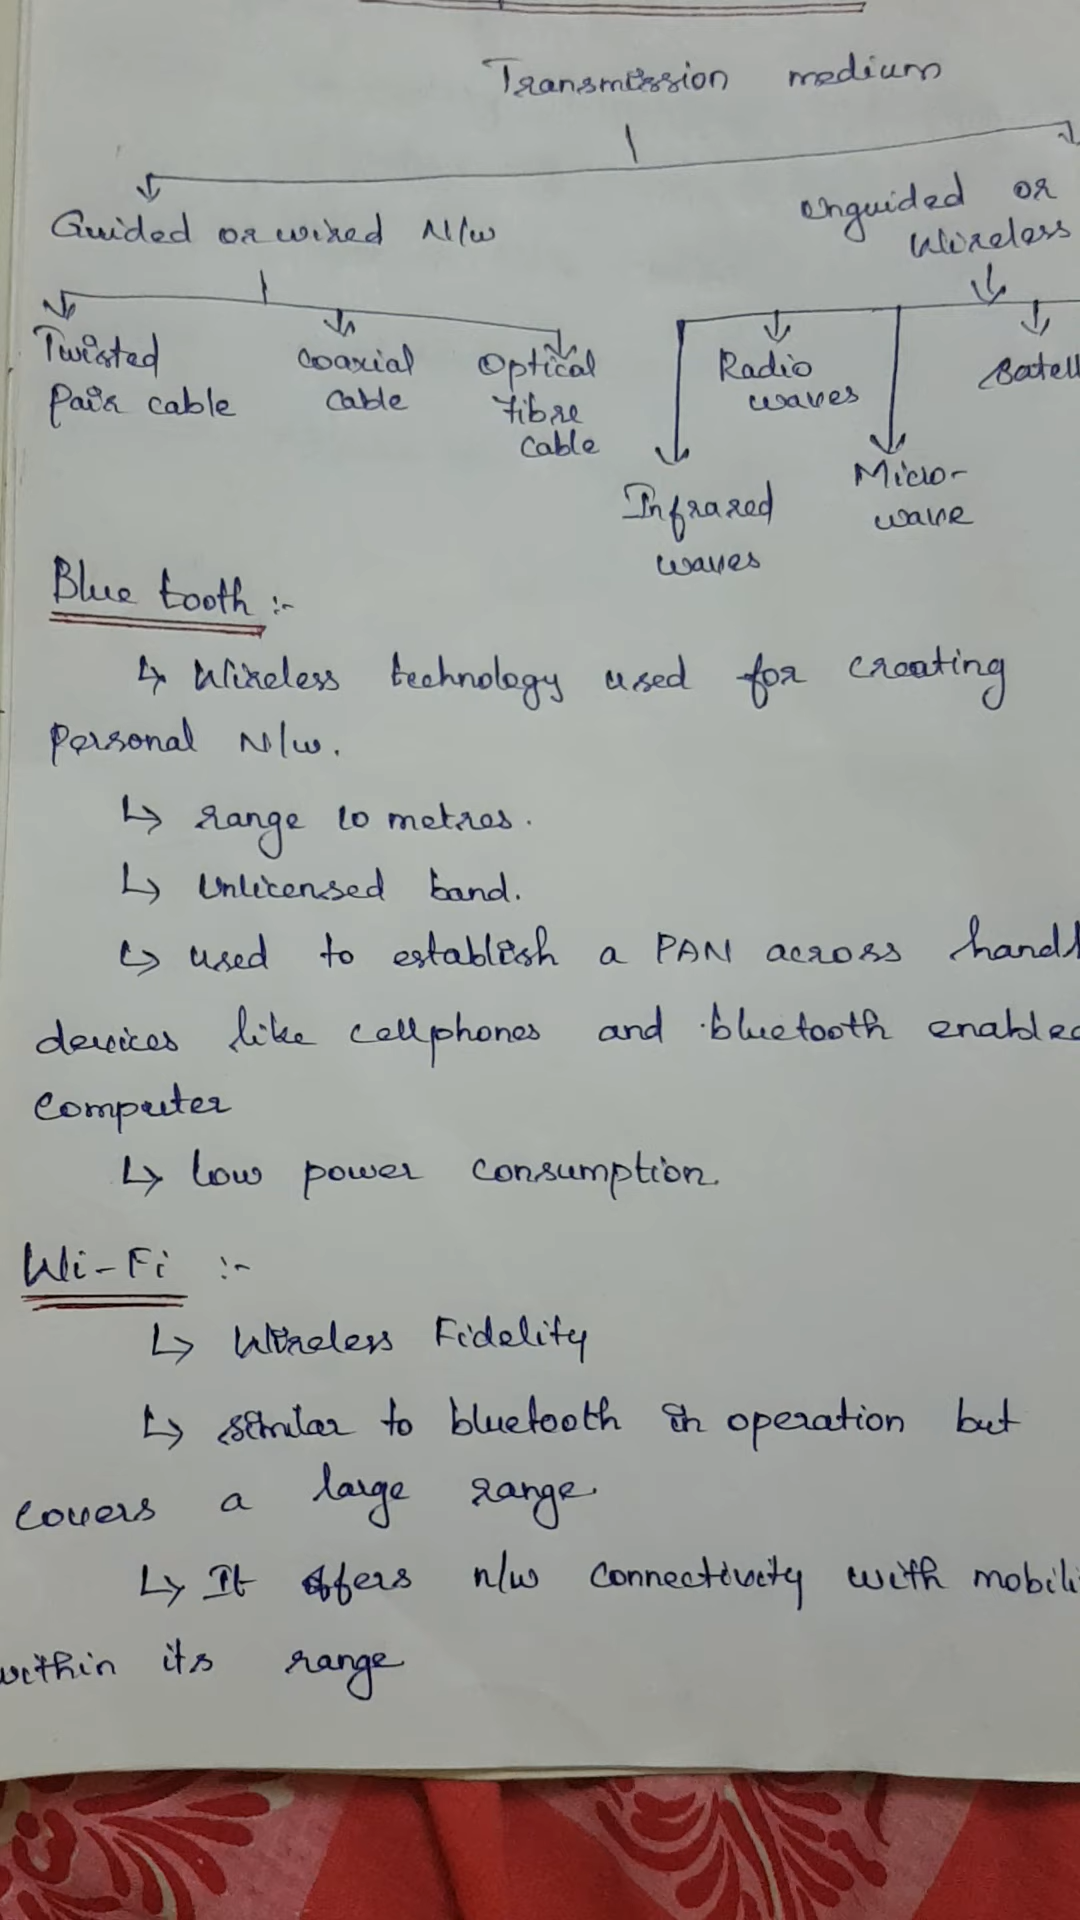 Transmission medium
Guided or wired N/w
unguided or
Wireless
Twisted
Pair cable
Coaxial
cable
Optical
fibre
cable
Radio
waves
Infrared
waves
Micro-
wave
Blue tooth :-
↳ Wireless technology used for creating
Personal N/w.
↳ range 10 metres.
↳ Unlicensed band.
↳ used to establish a PAN across
devices like cellphones and bluetooth
Computer
↳ low power consumption.
Wi-Fi :-
↳ Wireless Fidelity
↳ similar to bluetooth in operation but
covers a large range.
↳ It offers n/w connectivity with
within its range